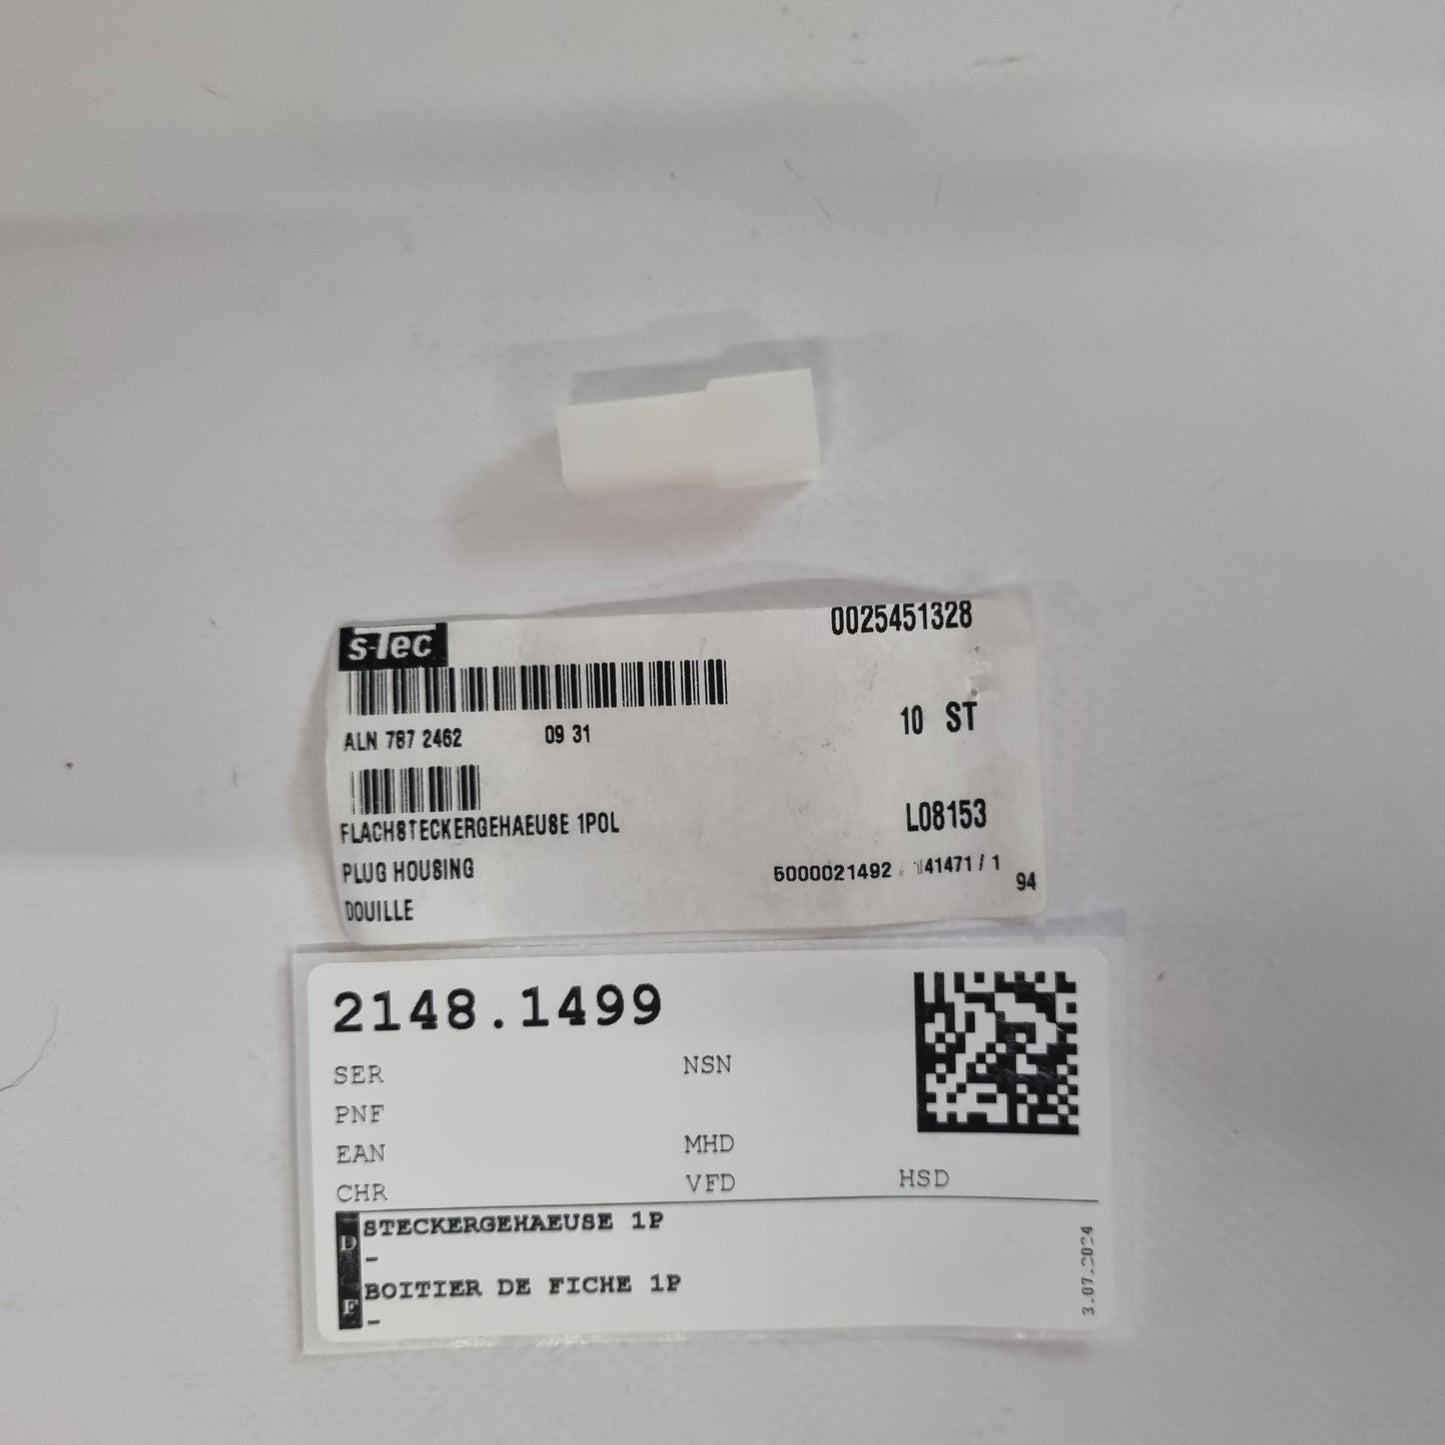 s-Tec
0025451328
ALN 787 2462 09 31
10 ST
FLACHSTECKERGEHAEUSE 1POL
L08153
PLUG HOUSING
5000021492 41471 / 1
94
DOUILLE
2148.1499
SER
NSN
PNF
EAN
MHD
CHR
VFD
HSD
D STECKERGEHAEUSE 1P
-
F BOITIER DE FICHE 1P
-
3.07.2024